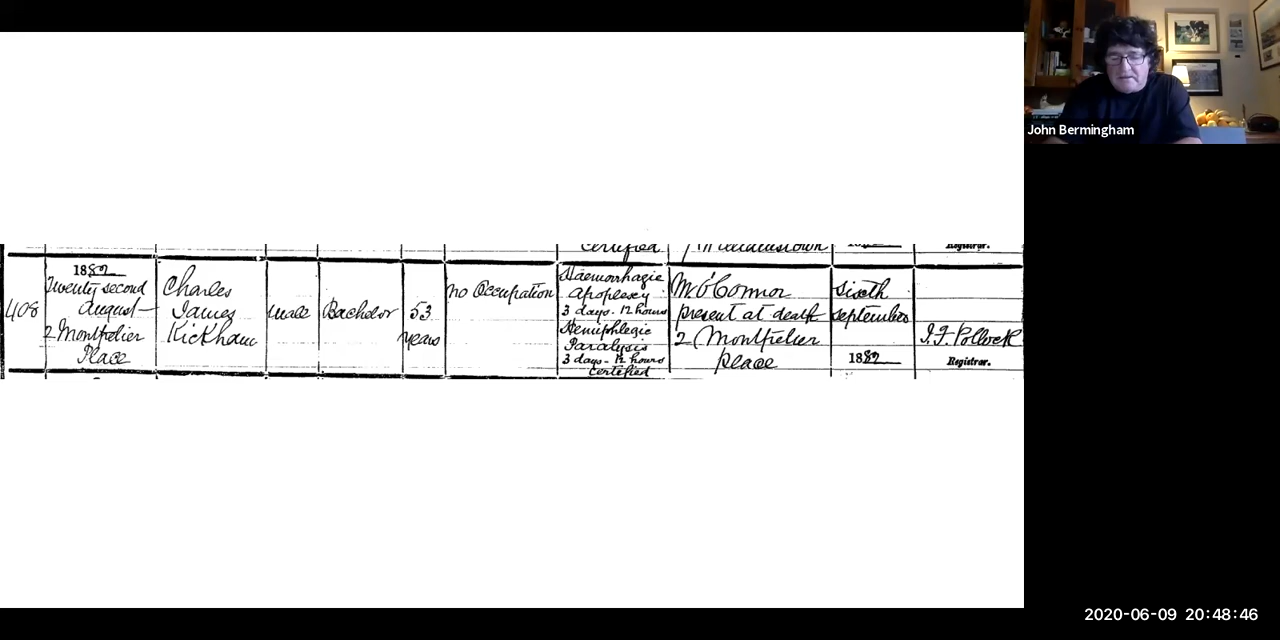 John Bermingham
Certified
Registrar.
408
1882
Twenty second
August
2 Montpelier
Place
Charles
James
Kickham
Male
Bachelor
53
years
No Occupation
Haemorrhagic
Apoplexy
3 days. 12 hours
Hemiphlegic
Paralysis
3 days - 12 hours
Certified
M. O'Connor
present at death
2 Montpelier
place
Sixth
September
1882
J. F. Pollock
Registrar.
2020-06-09 20:48:46